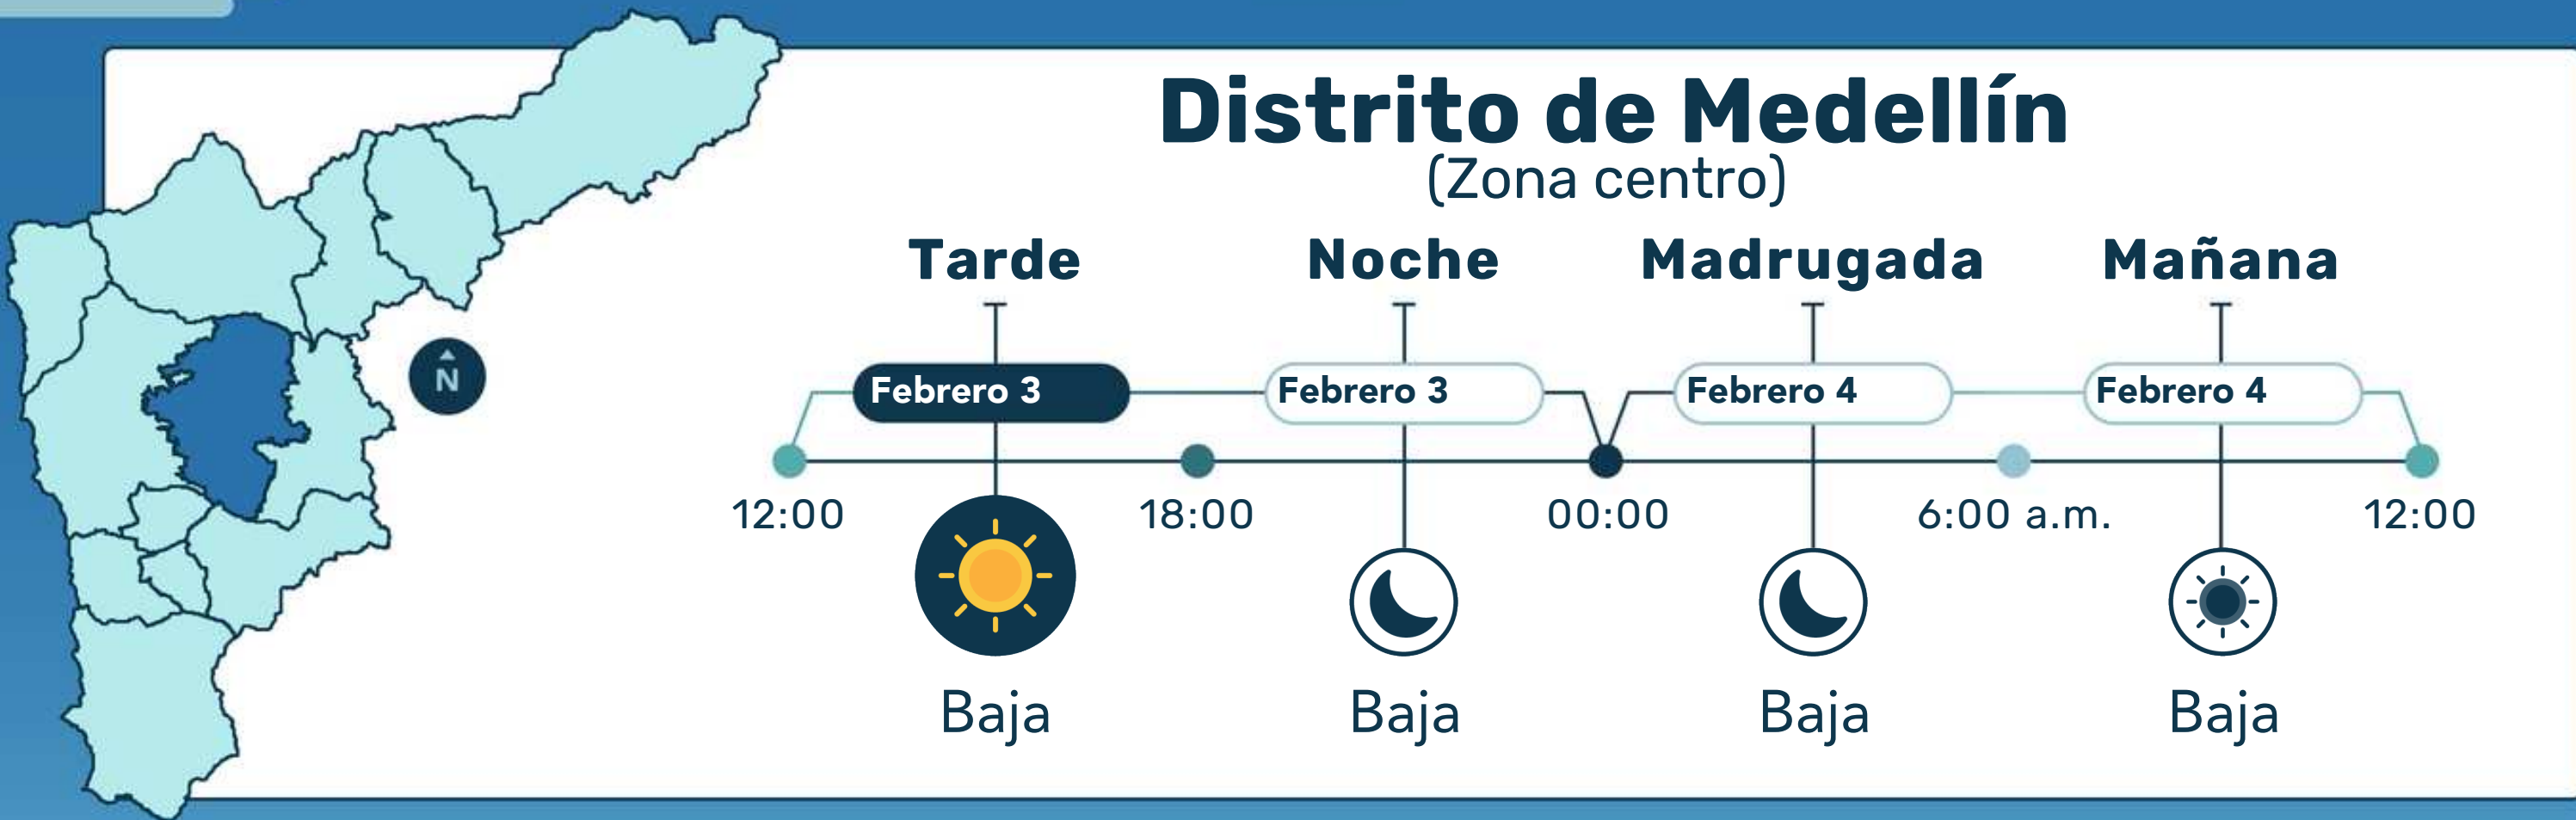 Distrito de Medellín
(Zona centro)
Tarde Noche Madrugada Mañana
Febrero 3 Febrero 3 Febrero 4 Febrero 4
N
12:00 18:00 00:00 6:00 a.m. 12:00
Baja Baja Baja Baja